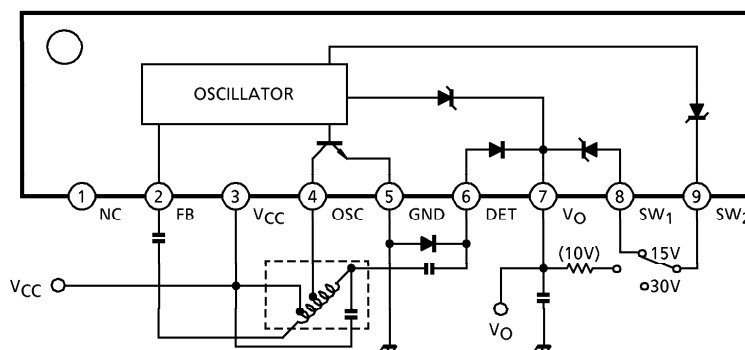 OSCILLATOR
1 2 3 4 5 6 7 8 9
NC FB VCC OSC GND DET VO SW1 SW2
(10V) 15V
30V
VCC
VO